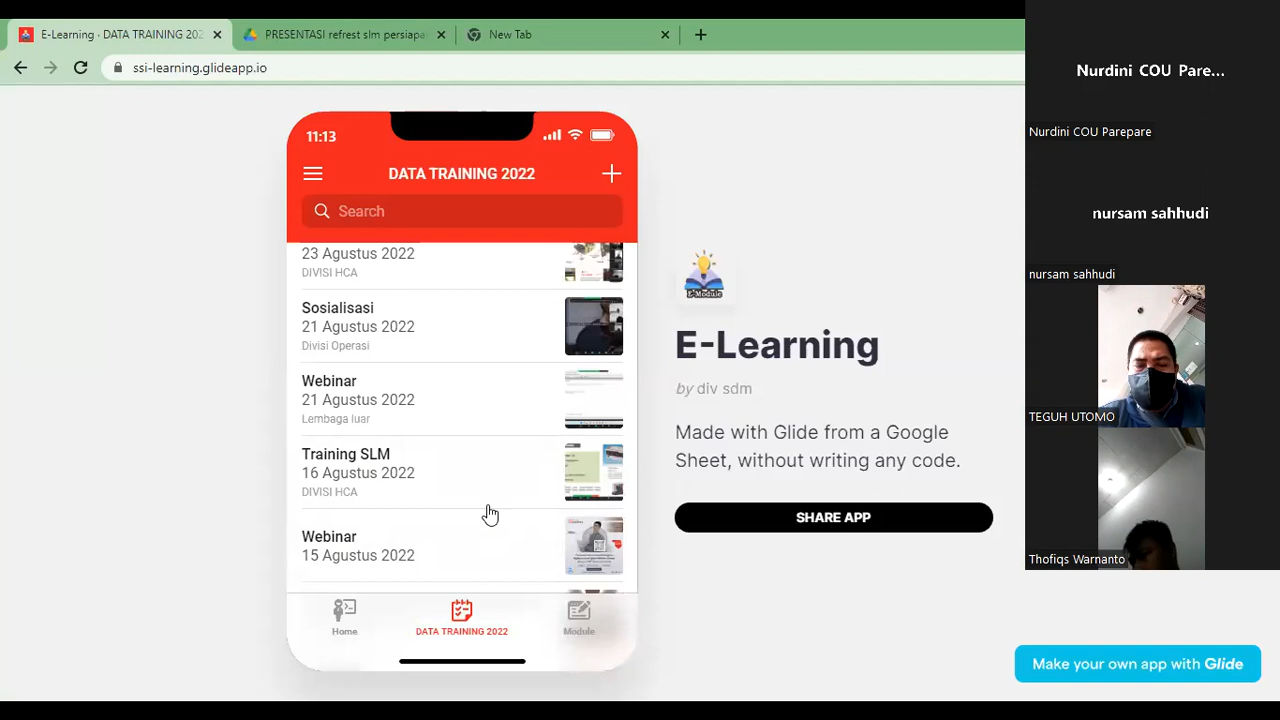 E-Learning · DATA TRAINING 202
PRESENTASI refrest slm persiapa
New Tab
ssi-learning.glideapp.io
11:13
DATA TRAINING 2022
Search
23 Agustus 2022
DIVISI HCA
Sosialisasi
21 Agustus 2022
Divisi Operasi
Webinar
21 Agustus 2022
Lembaga luar
Training SLM
16 Agustus 2022
DIVISI HCA
Webinar
15 Agustus 2022
Home
DATA TRAINING 2022
Module
E-Module
E-Learning
by div sdm
Made with Glide from a Google
Sheet, without writing any code.
SHARE APP
Make your own app with Glide
Nurdini COU Pare...
Nurdini COU Parepare
nursam sahhudi
nursam sahhudi
TEGUH UTOMO
Thofiqs Warnanto